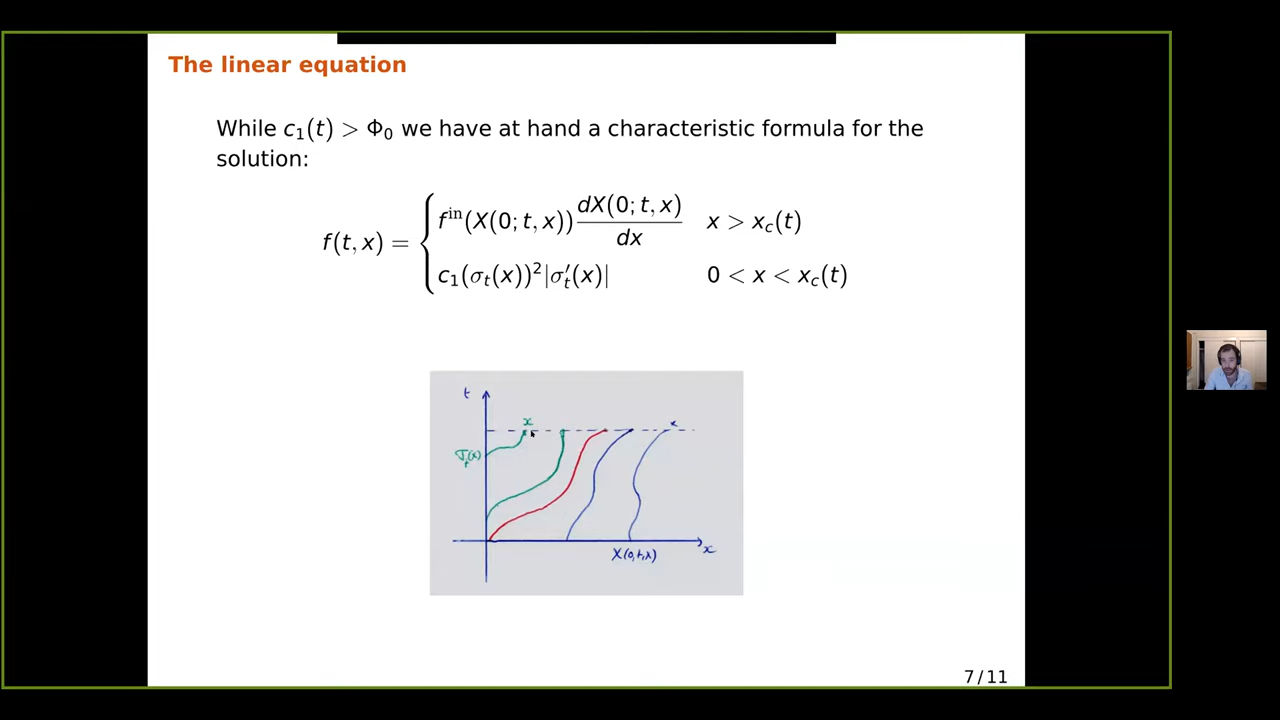 The linear equation
While c₁(t) > Φ₀ we have at hand a characteristic formula for the
solution:
f(t, x) = { fⁱⁿ(X(0; t, x)) dX(0; t, x)/dx   x > x_c(t)
c₁(σ_t(x))²|σ′_t(x)|   0 < x < x_c(t)
t
x
x
σ_t(x)
x
X(0,t,x)
7/11